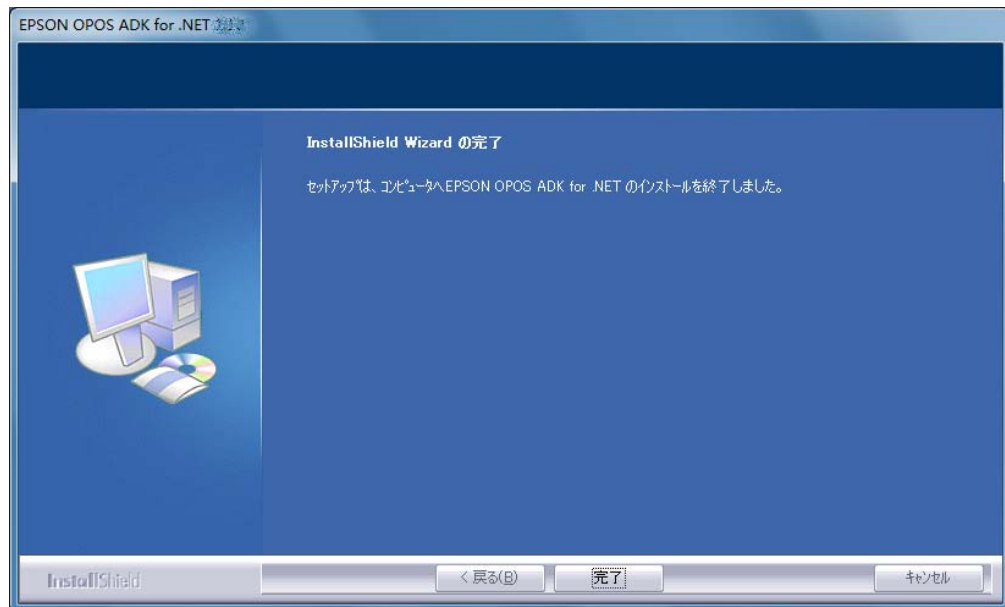 EPSON OPOS ADK for .NET
InstallShield Wizard の完了
セットアップは、コンピュータへEPSON OPOS ADK for .NET のインストールを終了しました。
InstallShield
< 戻る(B)
完了
キャンセル